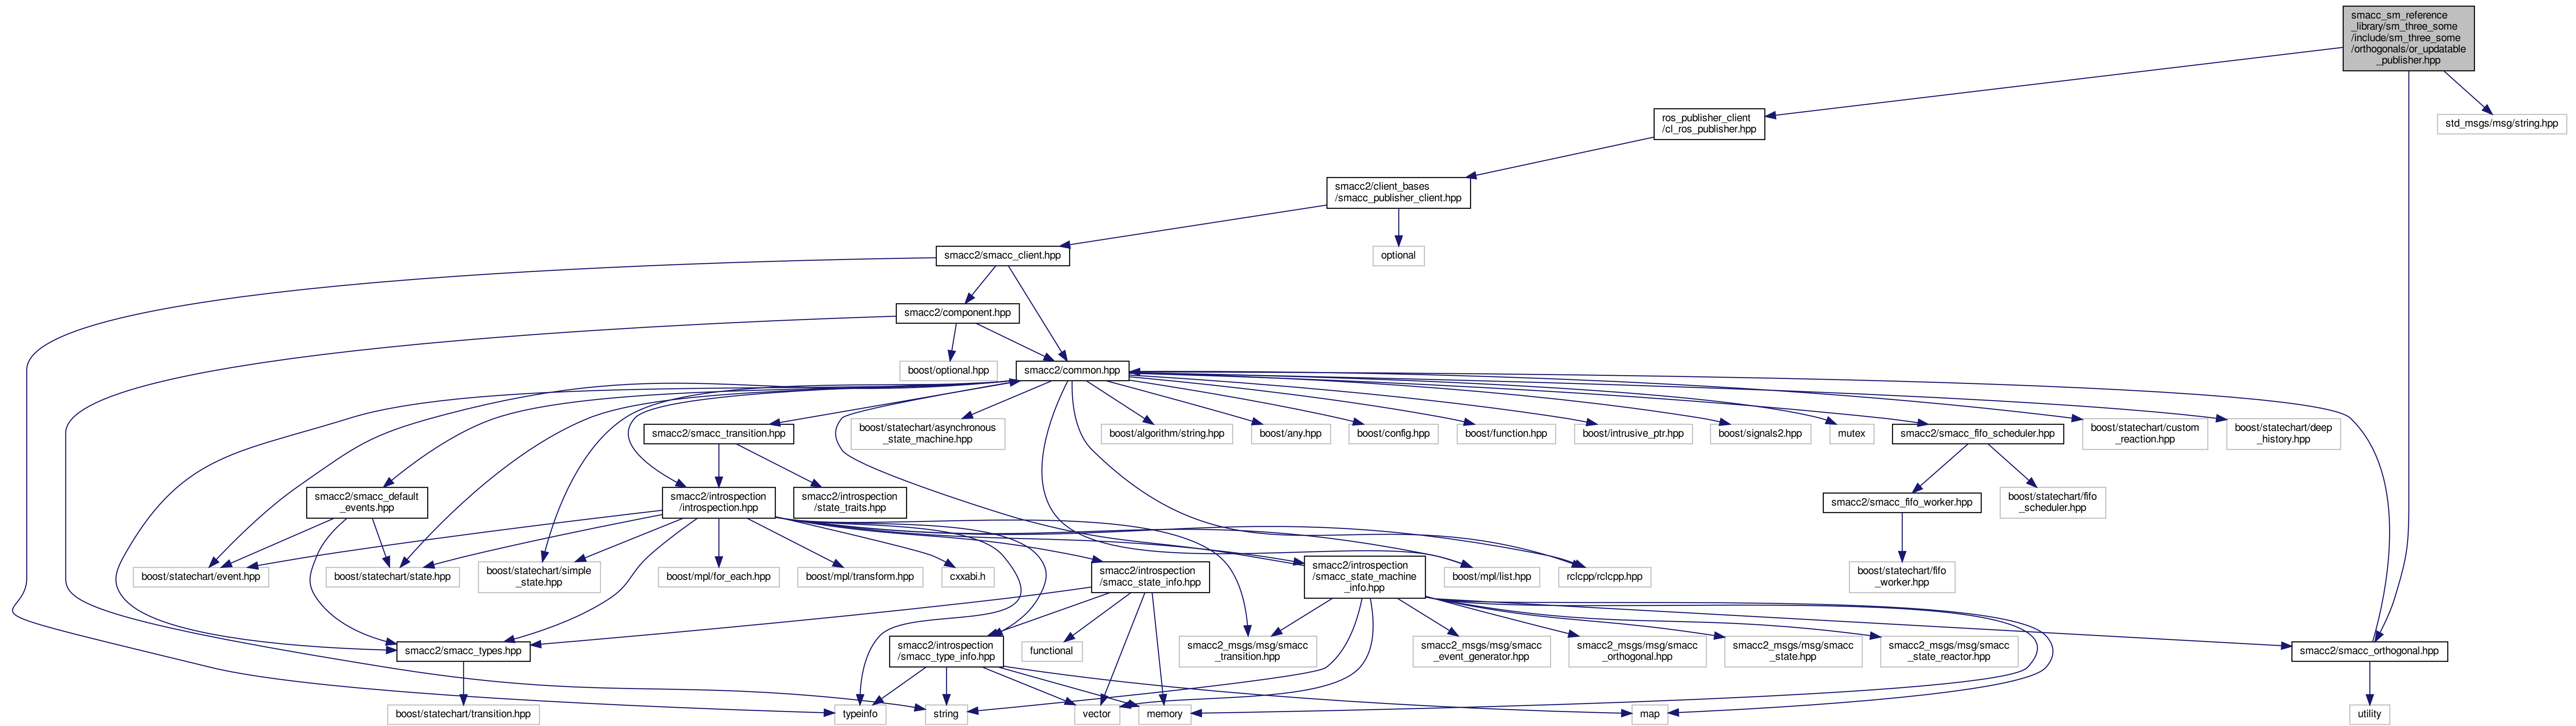 smacc_sm_reference
_library/sm_three_some
/include/sm_three_some
/orthogonals/or_updatable
_publisher.hpp
ros_publisher_client
/cl_ros_publisher.hpp
std_msgs/msg/string.hpp
smacc2/client_bases
/smacc_publisher_client.hpp
smacc2/smacc_client.hpp
optional
smacc2/component.hpp
boost/optional.hpp
smacc2/common.hpp
smacc2/smacc_transition.hpp
boost/statechart/asynchronous
_state_machine.hpp
boost/algorithm/string.hpp
boost/any.hpp
boost/config.hpp
boost/function.hpp
boost/intrusive_ptr.hpp
boost/signals2.hpp
mutex
smacc2/smacc_fifo_scheduler.hpp
boost/statechart/custom
_reaction.hpp
boost/statechart/deep
_history.hpp
smacc2/smacc_default
_events.hpp
smacc2/introspection
/introspection.hpp
smacc2/introspection
/state_traits.hpp
smacc2/smacc_fifo_worker.hpp
boost/statechart/fifo
_scheduler.hpp
boost/statechart/event.hpp
boost/statechart/state.hpp
boost/statechart/simple
_state.hpp
boost/mpl/for_each.hpp
boost/mpl/transform.hpp
cxxabi.h
smacc2/introspection
/smacc_state_info.hpp
smacc2/introspection
/smacc_state_machine
_info.hpp
boost/mpl/list.hpp
rclcpp/rclcpp.hpp
boost/statechart/fifo
_worker.hpp
smacc2/smacc_types.hpp
smacc2/introspection
/smacc_type_info.hpp
functional
smacc2_msgs/msg/smacc
_transition.hpp
smacc2_msgs/msg/smacc
_event_generator.hpp
smacc2_msgs/msg/smacc
_orthogonal.hpp
smacc2_msgs/msg/smacc
_state.hpp
smacc2_msgs/msg/smacc
_state_reactor.hpp
smacc2/smacc_orthogonal.hpp
boost/statechart/transition.hpp
typeinfo
string
vector
memory
map
utility